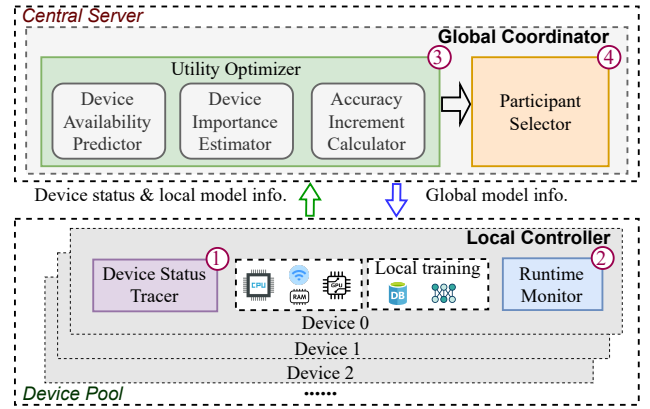 Central Server
Global Coordinator
3
4
Utility Optimizer
Device
Availability
Predictor
Device
Importance
Estimator
Accuracy
Increment
Calculator
Participant
Selector
Device status & local model info.
Global model info.
Local Controller
1
2
Device Status
Tracer
CPU
RAM
GPU
Local training
DB
Runtime
Monitor
Device 0
Device 1
Device 2
Device Pool
......